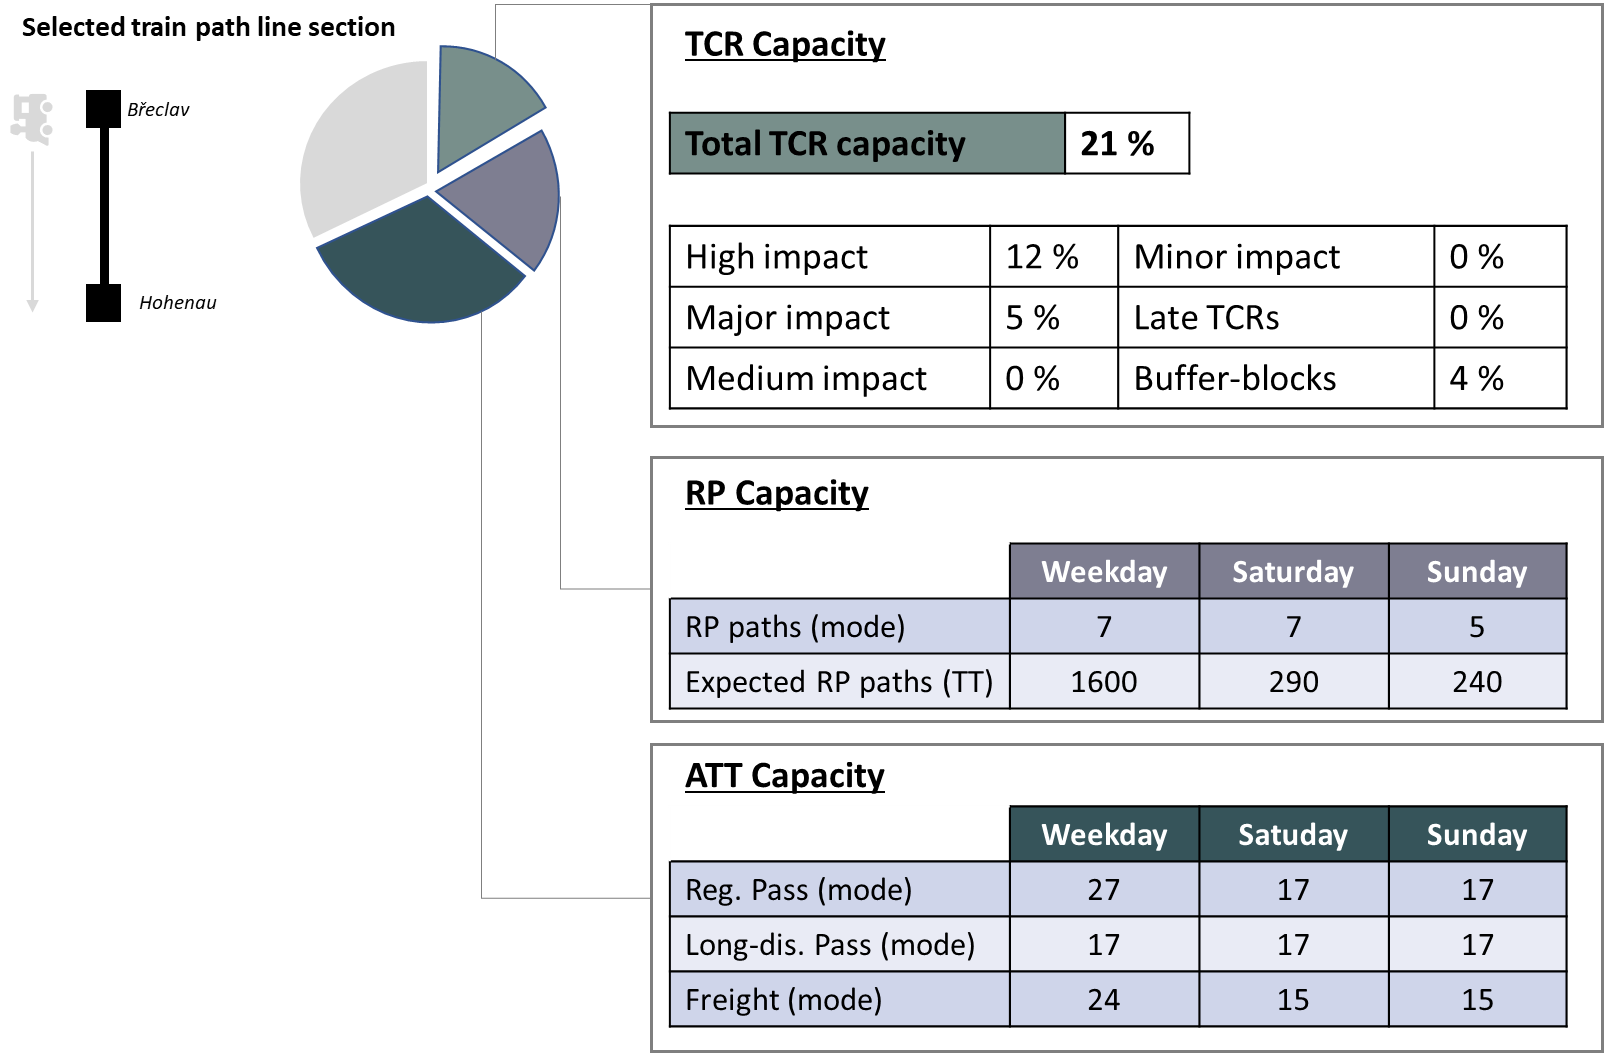 Selected train path line section
Břeclav
Hohenau
TCR Capacity
Total TCR capacity 21 %
High impact 12 % Minor impact 0 %
Major impact 5 % Late TCRs 0 %
Medium impact 0 % Buffer-blocks 4 %
RP Capacity
Weekday Saturday Sunday
RP paths (mode) 7 7 5
Expected RP paths (TT) 1600 290 240
ATT Capacity
Weekday Satuday Sunday
Reg. Pass (mode) 27 17 17
Long-dis. Pass (mode) 17 17 17
Freight (mode) 24 15 15